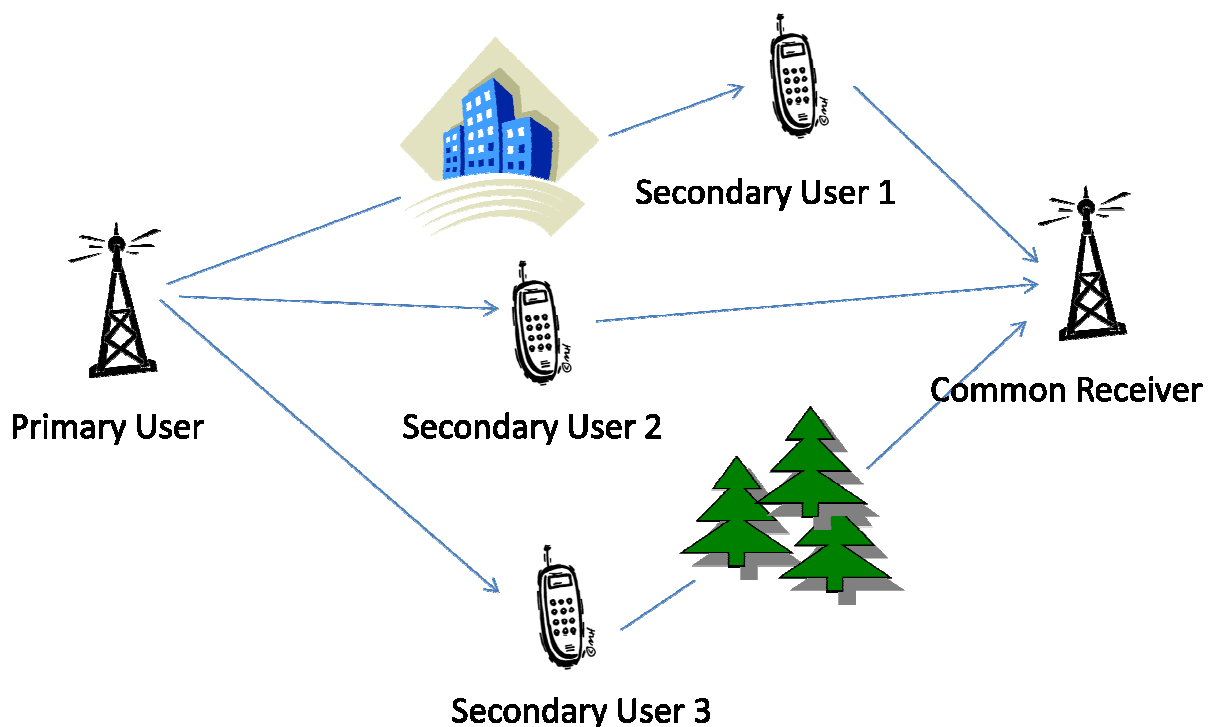 Secondary User 1
Primary User
Secondary User 2
Common Receiver
Secondary User 3